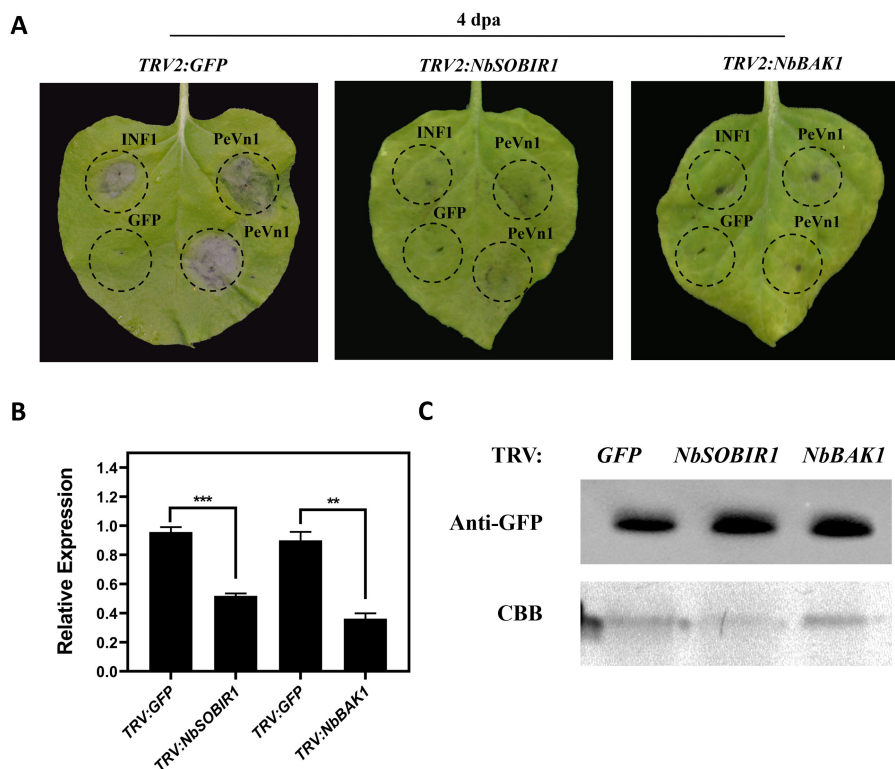 A
4 dpa
TRV2:GFP
TRV2:NbSOBIR1
TRV2:NbBAK1
INF1
PeVn1
GFP
PeVn1
INF1
PeVn1
GFP
PeVn1
INF1
PeVn1
GFP
PeVn1
B
Relative Expression
1.4
1.2
1.0
0.8
0.6
0.4
0.2
0.0
***
**
TRV:GFP
TRV:NbSOBIR1
TRV:GFP
TRV:NbBAK1
C
TRV: GFP NbSOBIR1 NbBAK1
Anti-GFP
CBB